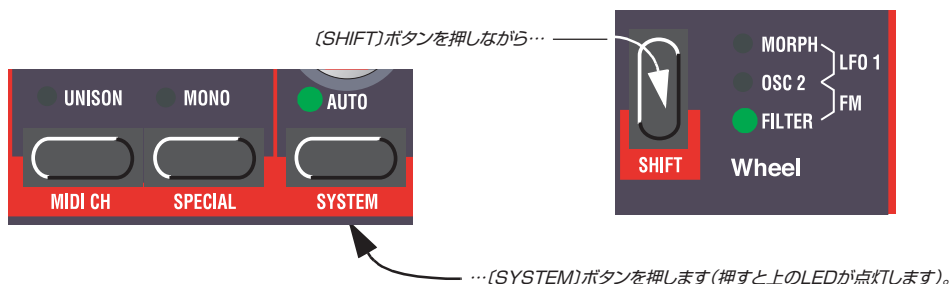 〔SHIFT〕ボタンを押しながら…
UNISON
MONO
AUTO
MIDI CH
SPECIAL
SYSTEM
MORPH
OSC 2
FILTER
LFO 1
FM
SHIFT
Wheel
…〔SYSTEM〕ボタンを押します(押すと上のLEDが点灯します)。